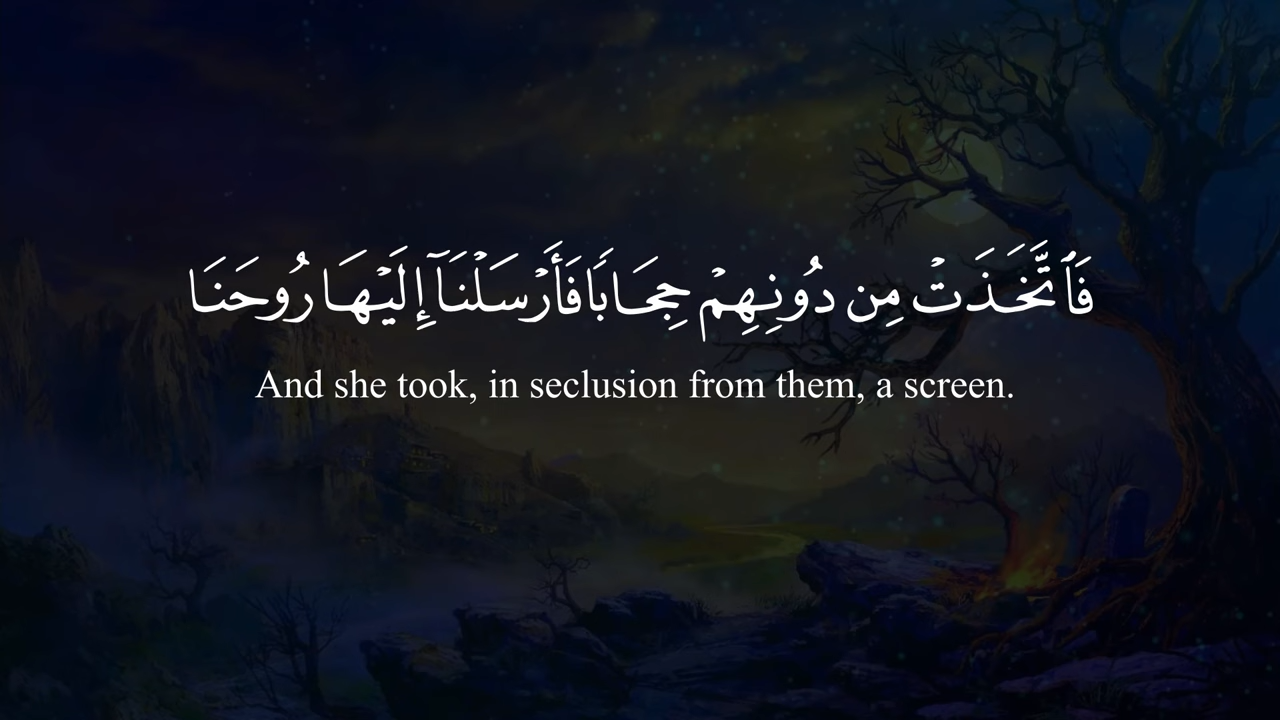 فَٱتَّخَذَتْ مِن دُونِهِمْ حِجَابًا فَأَرْسَلْنَآ إِلَيْهَا رُوحَنَا
And she took, in seclusion from them, a screen.